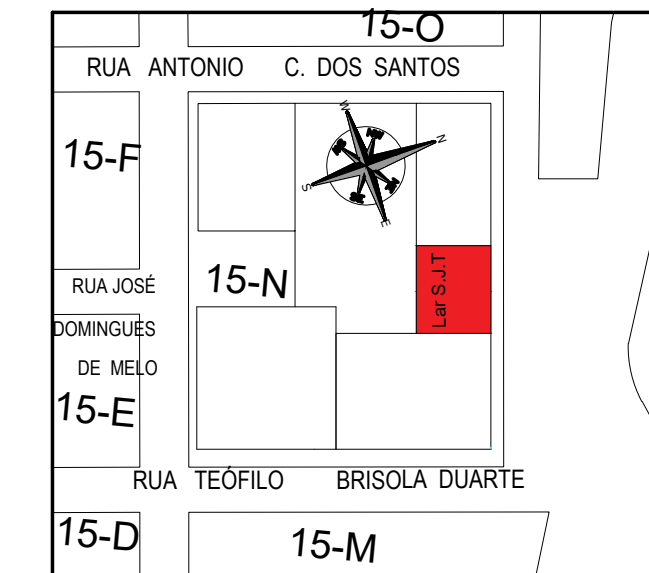 15-O
RUA ANTONIO C. DOS SANTOS
15-F
W
N
S
E
15-N
Lar S.J.T
RUA JOSÉ
DOMINGUES
DE MELO
15-E
RUA TEÓFILO BRISOLA DUARTE
15-D
15-M